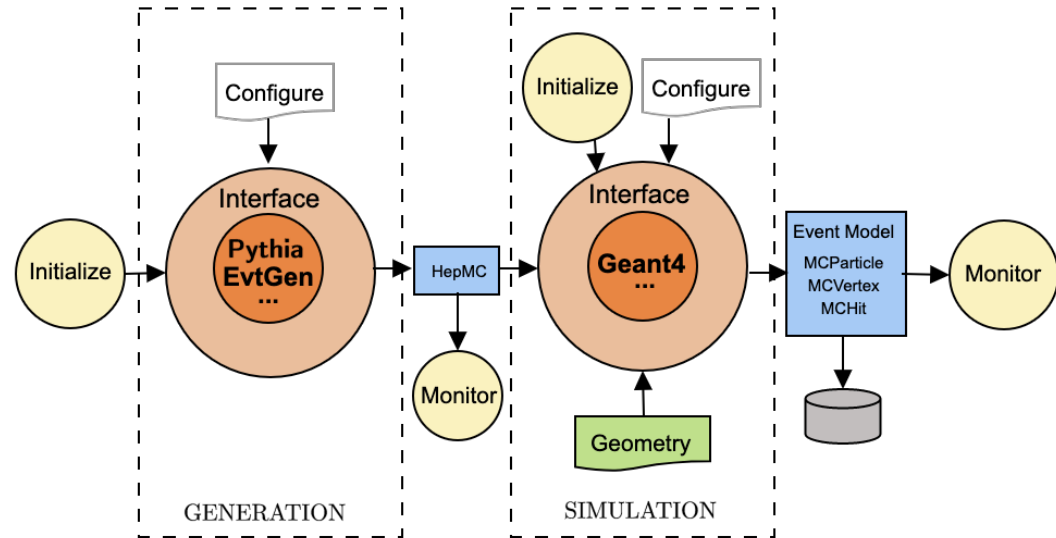 Configure
Interface
Pythia
EvtGen
...
Initialize
GENERATION
HepMC
Monitor
Initialize
Configure
Interface
Geant4
...
Geometry
SIMULATION
Event Model
MCParticle
MCVertex
MCHit
Monitor